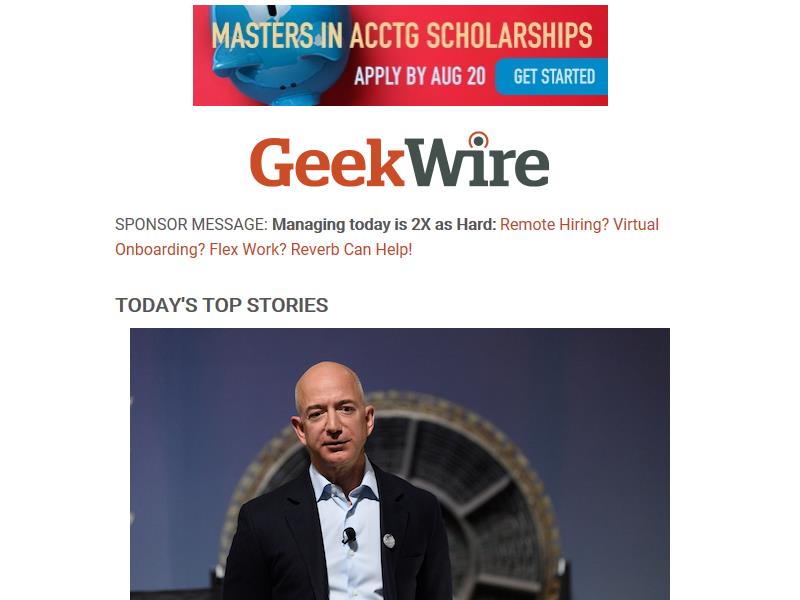 MASTERS IN ACCTG SCHOLARSHIPS
APPLY BY AUG 20 GET STARTED
GeekWire
SPONSOR MESSAGE: Managing today is 2X as Hard: Remote Hiring? Virtual
Onboarding? Flex Work? Reverb Can Help!
TODAY'S TOP STORIES